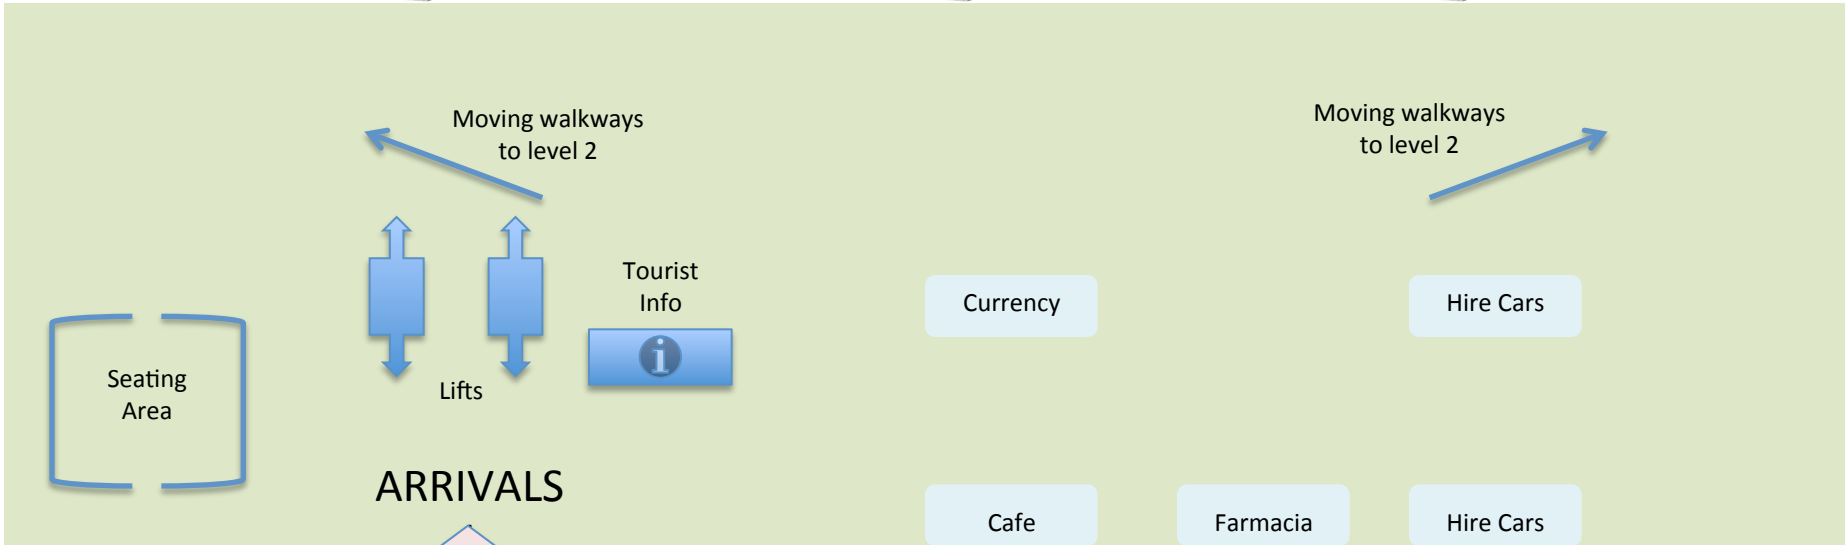 Moving walkways
to level 2
Moving walkways
to level 2
Tourist
Info
Currency
Hire Cars
i
Seating
Area
Lifts
ARRIVALS
Cafe
Farmacia
Hire Cars